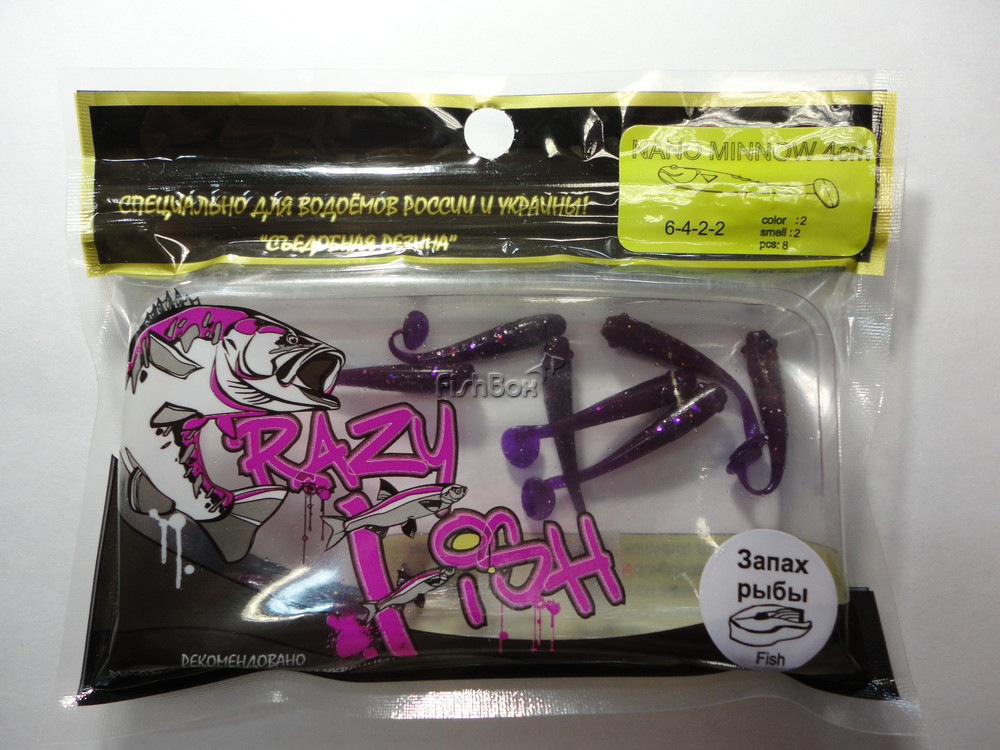 NANO MINNOW 4cm
6-4-2-2
color : 2
smell : 2
pcs: 8
СПЕЦИАЛЬНО ДЛЯ ВОДОЁМОВ РОССИИ И УКРАИНЫ!
"СЪЕДОБНАЯ РЕЗИНА"
FishBox
CRAZY
FISH
Запах
рыбы
Fish
РЕКОМЕНДОВАНО